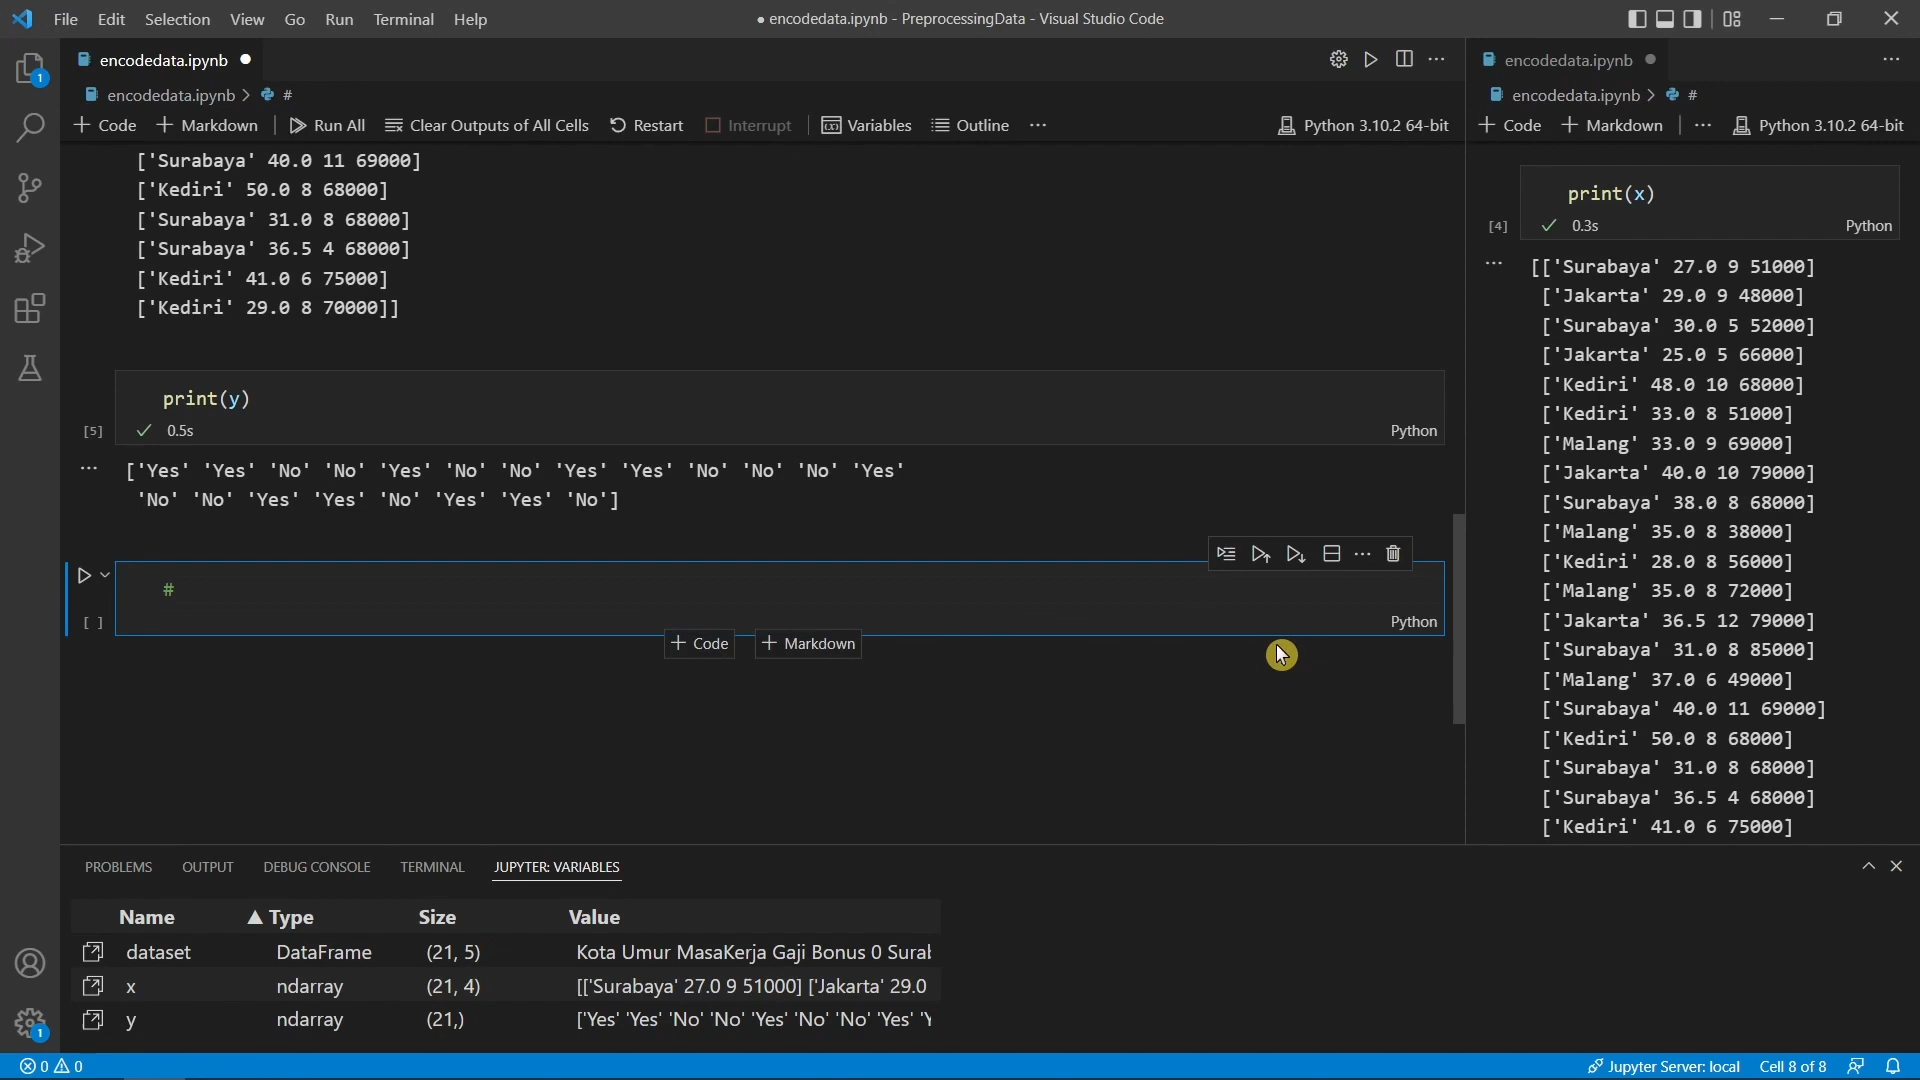 File Edit Selection View Go Run Terminal Help
● encodedata.ipynb - PreprocessingData - Visual Studio Code
encodedata.ipynb ●
encodedata.ipynb > #
+ Code + Markdown Run All Clear Outputs of All Cells Restart Interrupt Variables Outline ... Python 3.10.2 64-bit
['Surabaya' 40.0 11 69000]
['Kediri' 50.0 8 68000]
['Surabaya' 31.0 8 68000]
['Surabaya' 36.5 4 68000]
['Kediri' 41.0 6 75000]
['Kediri' 29.0 8 70000]]
print(y)
[5] ✓ 0.5s Python
... ['Yes' 'Yes' 'No' 'No' 'Yes' 'No' 'No' 'Yes' 'Yes' 'No' 'No' 'No' 'Yes'
'No' 'No' 'Yes' 'Yes' 'No' 'Yes' 'Yes' 'No']
#
[ ] Python
+ Code + Markdown
encodedata.ipynb ●
encodedata.ipynb > #
+ Code + Markdown ... Python 3.10.2 64-bit
print(x)
[4] ✓ 0.3s Python
... [['Surabaya' 27.0 9 51000]
['Jakarta' 29.0 9 48000]
['Surabaya' 30.0 5 52000]
['Jakarta' 25.0 5 66000]
['Kediri' 48.0 10 68000]
['Kediri' 33.0 8 51000]
['Malang' 33.0 9 69000]
['Jakarta' 40.0 10 79000]
['Surabaya' 38.0 8 68000]
['Malang' 35.0 8 38000]
['Kediri' 28.0 8 56000]
['Malang' 35.0 8 72000]
['Jakarta' 36.5 12 79000]
['Surabaya' 31.0 8 85000]
['Malang' 37.0 6 49000]
['Surabaya' 40.0 11 69000]
['Kediri' 50.0 8 68000]
['Surabaya' 31.0 8 68000]
['Surabaya' 36.5 4 68000]
['Kediri' 41.0 6 75000]
PROBLEMS OUTPUT DEBUG CONSOLE TERMINAL JUPYTER: VARIABLES
Name ▲ Type Size Value
dataset DataFrame (21, 5) Kota Umur MasaKerja Gaji Bonus 0 Surab
x ndarray (21, 4) [['Surabaya' 27.0 9 51000] ['Jakarta' 29.0
y ndarray (21,) ['Yes' 'Yes' 'No' 'No' 'Yes' 'No' 'No' 'Yes' 'Y
0 0 Jupyter Server: local Cell 8 of 8
1
1